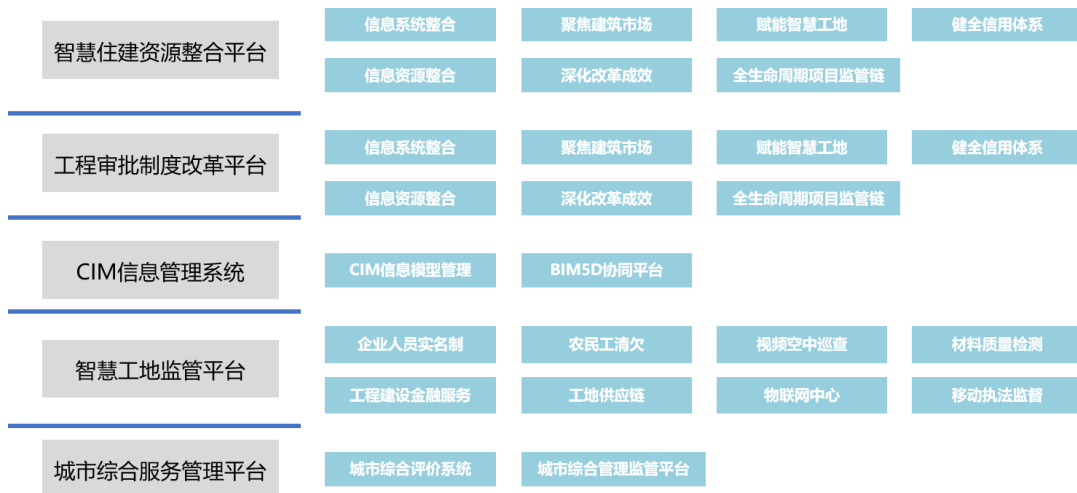 智慧住建资源整合平台
信息系统整合 聚焦建筑市场 赋能智慧工地 健全信用体系
信息资源整合 深化改革成效 全生命周期项目监管链
工程审批制度改革平台
信息系统整合 聚焦建筑市场 赋能智慧工地 健全信用体系
信息资源整合 深化改革成效 全生命周期项目监管链
CIM信息管理系统
CIM信息模型管理 BIM5D协同平台
智慧工地监管平台
企业人员实名制 农民工清欠 视频空中巡查 材料质量检测
工程建设金融服务 工地供应链 物联网中心 移动执法监督
城市综合服务管理平台
城市综合评价系统 城市综合管理监管平台